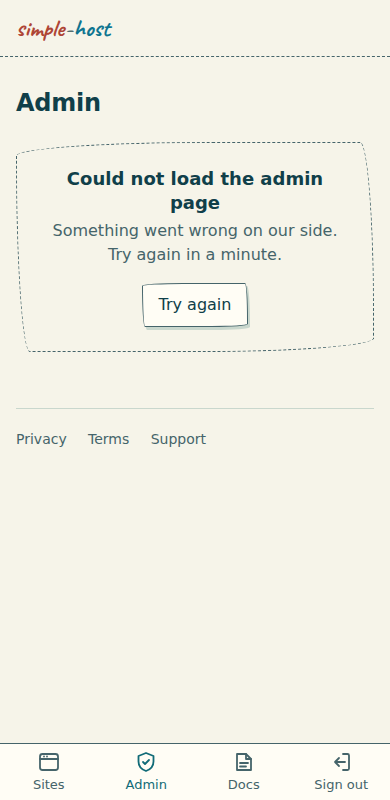 simple-host
Admin
Could not load the admin
page
Something went wrong on our side.
Try again in a minute.
Try again
Privacy Terms Support
Sites Admin Docs Sign out